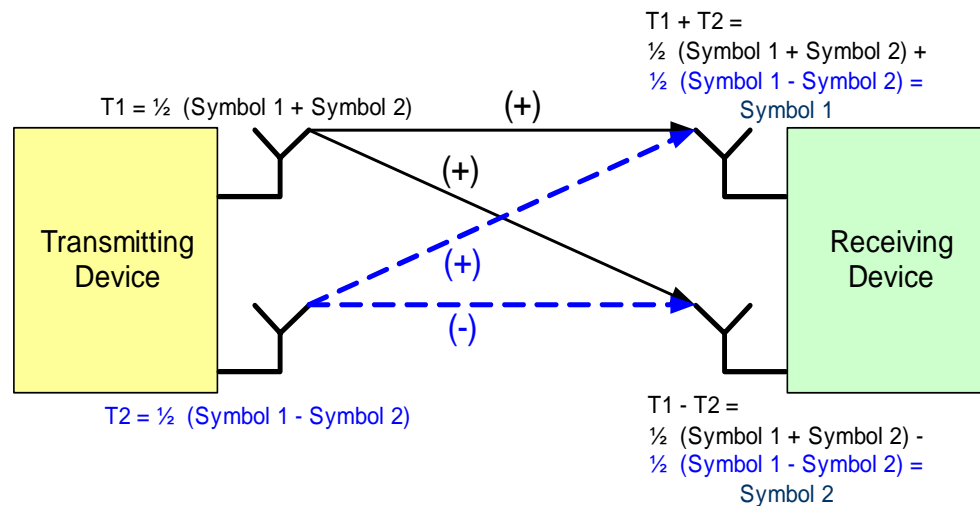 T1 + T2 =
½ (Symbol 1 + Symbol 2) +
½ (Symbol 1 - Symbol 2) =
Symbol 1
T1 = ½ (Symbol 1 + Symbol 2)
(+)
(+)
Transmitting
Device
Receiving
Device
(+)
(-)
T2 = ½ (Symbol 1 - Symbol 2)
T1 - T2 =
½ (Symbol 1 + Symbol 2) -
½ (Symbol 1 - Symbol 2) =
Symbol 2